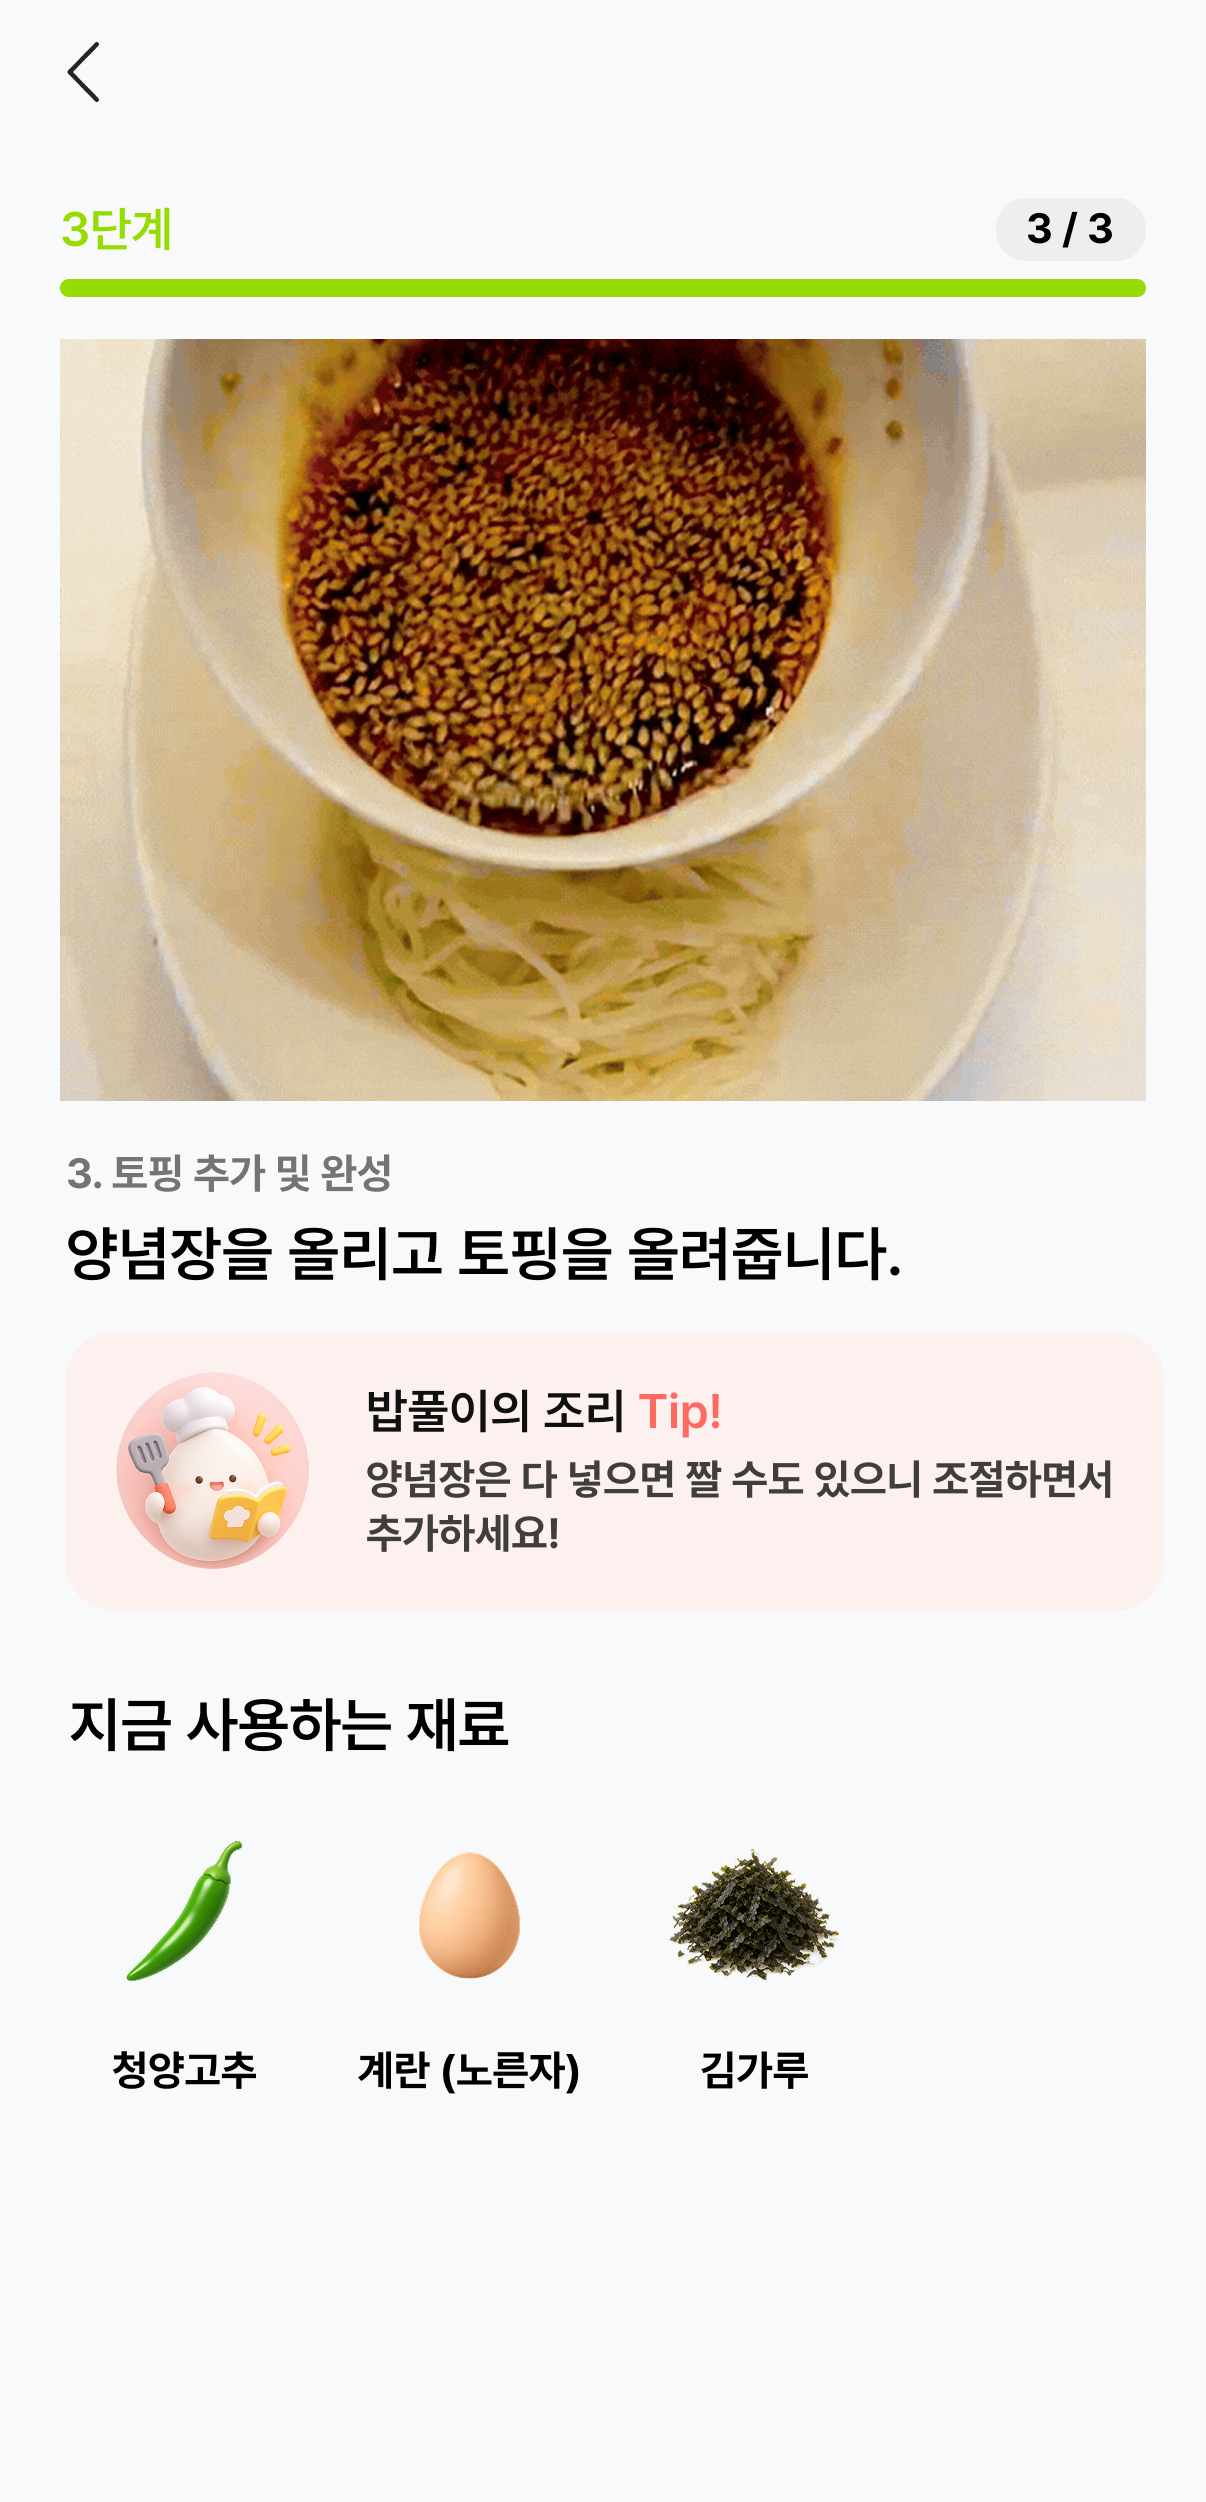 3단계
3 / 3
3. 토핑 추가 및 완성
양념장을 올리고 토핑을 올려줍니다.
밥풀이의 조리 Tip!
양념장은 다 넣으면 짤 수도 있으니 조절하면서
추가하세요!
지금 사용하는 재료
청양고추
계란 (노른자)
김가루